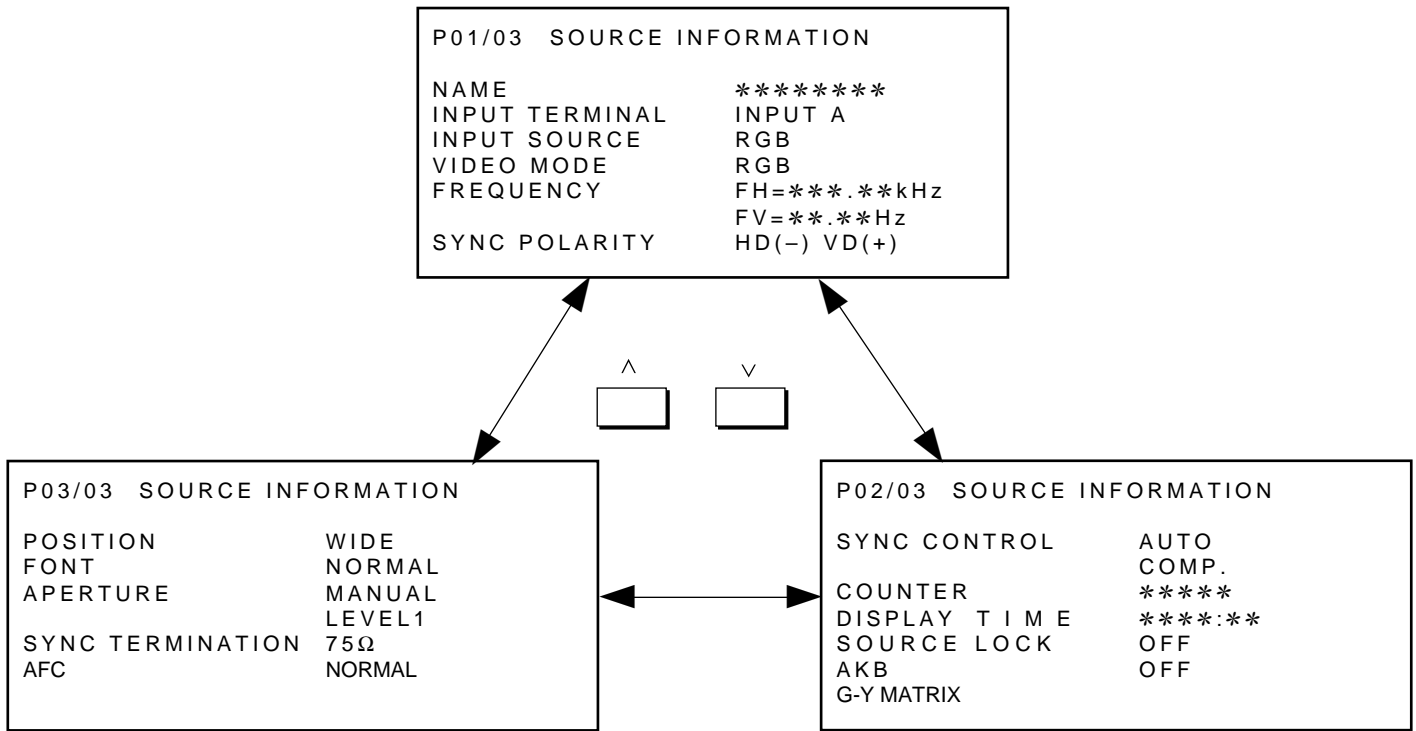 P01/03 SOURCE INFORMATION
NAME ********
INPUT TERMINAL INPUT A
INPUT SOURCE RGB
VIDEO MODE RGB
FREQUENCY FH=***.**kHz
FV=**.**Hz
SYNC POLARITY HD(–) VD(+)
P03/03 SOURCE INFORMATION
POSITION WIDE
FONT NORMAL
APERTURE MANUAL
LEVEL1
SYNC TERMINATION 75Ω
AFC NORMAL
P02/03 SOURCE INFORMATION
SYNC CONTROL AUTO
COMP.
COUNTER *****
DISPLAY TIME ****:**
SOURCE LOCK OFF
AKB OFF
G-Y MATRIX